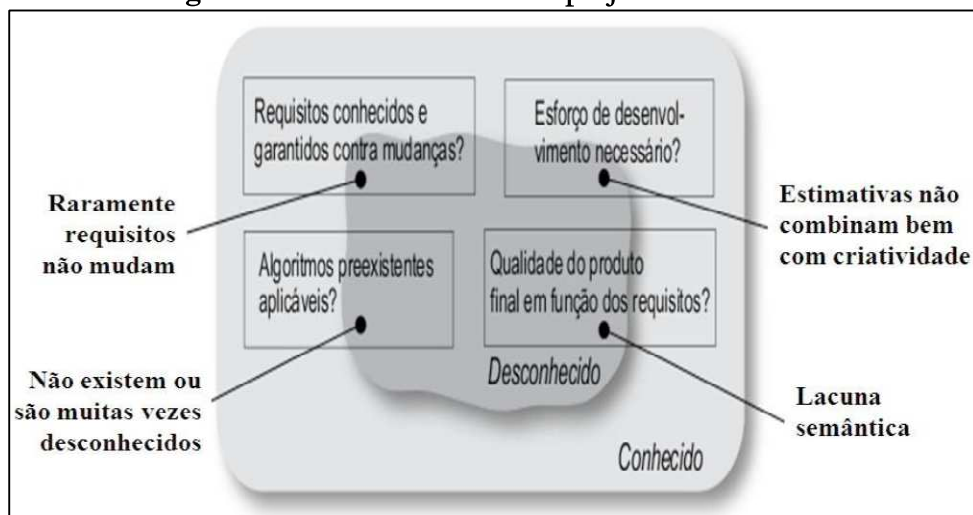 Requisitos conhecidos e
garantidos contra mudanças?
Esforço de desenvol-
vimento necessário?
Raramente
requisitos
não mudam
Estimativas não
combinam bem
com criatividade
Algoritmos preexistentes
aplicáveis?
Qualidade do produto
final em função dos requisitos?
Não existem ou
são muitas vezes
desconhecidos
Desconhecido
Lacuna
semântica
Conhecido